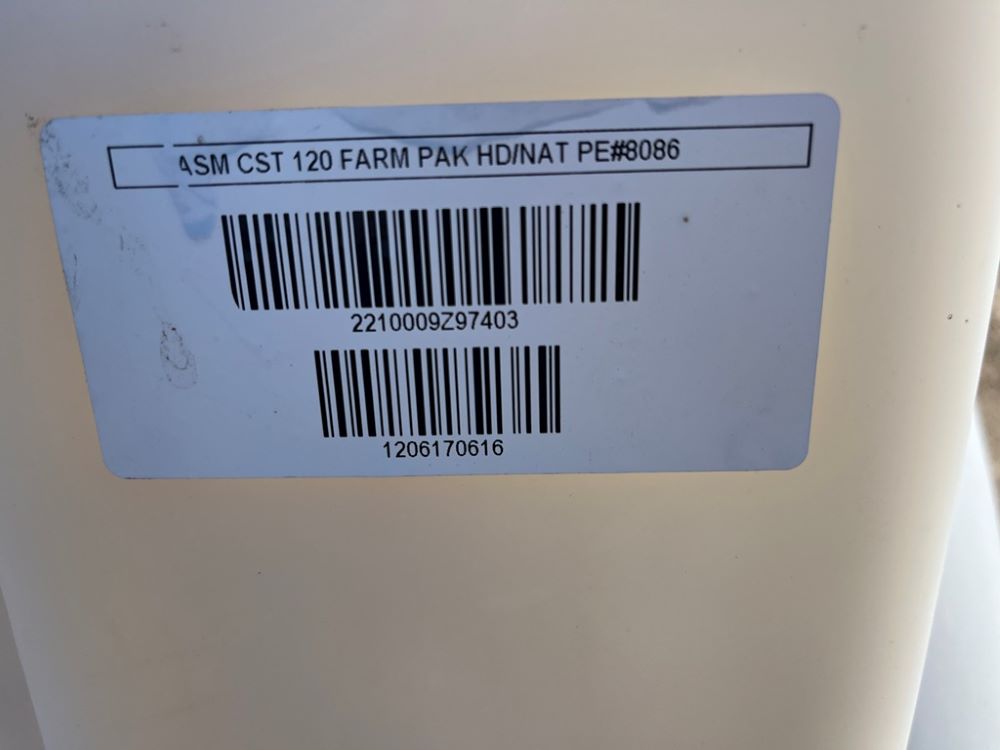 ASM CST 120 FARM PAK HD/NAT PE#8086
2210009Z97403
1206170616